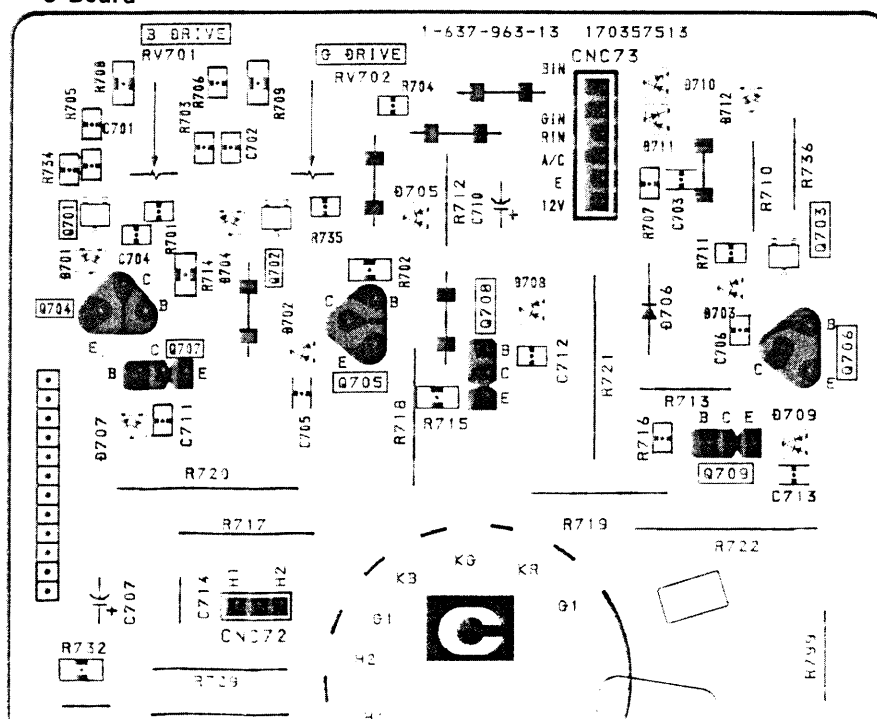 B DRIVE
RV701
G DRIVE
RV702
1-637-963-13 170357513
CNC73
BIN
GIN
RIN
A/C
E
12V
R708
R706
R709
R704
R705
C701
R703
C702
R734
D710
D712
D711
R736
R710
R707
C703
Q701
R701
C704
D701
R714
D704
Q702
R735
D705
R712
C710
R711
Q703
Q704
C
B
E
D702
R702
C
B
E
Q705
Q708
D708
B
C
E
C712
R721
D706
D703
C706
B
C
E
Q706
B
C
Q707
E
D707
C711
C705
R718
R715
R713
R716
B C E
Q709
D709
C713
R720
R717
R719
R722
C707
C714
H1
H2
CNC72
KB
KG
KR
G1
G1
H2
H1
C
R732
R729
R799